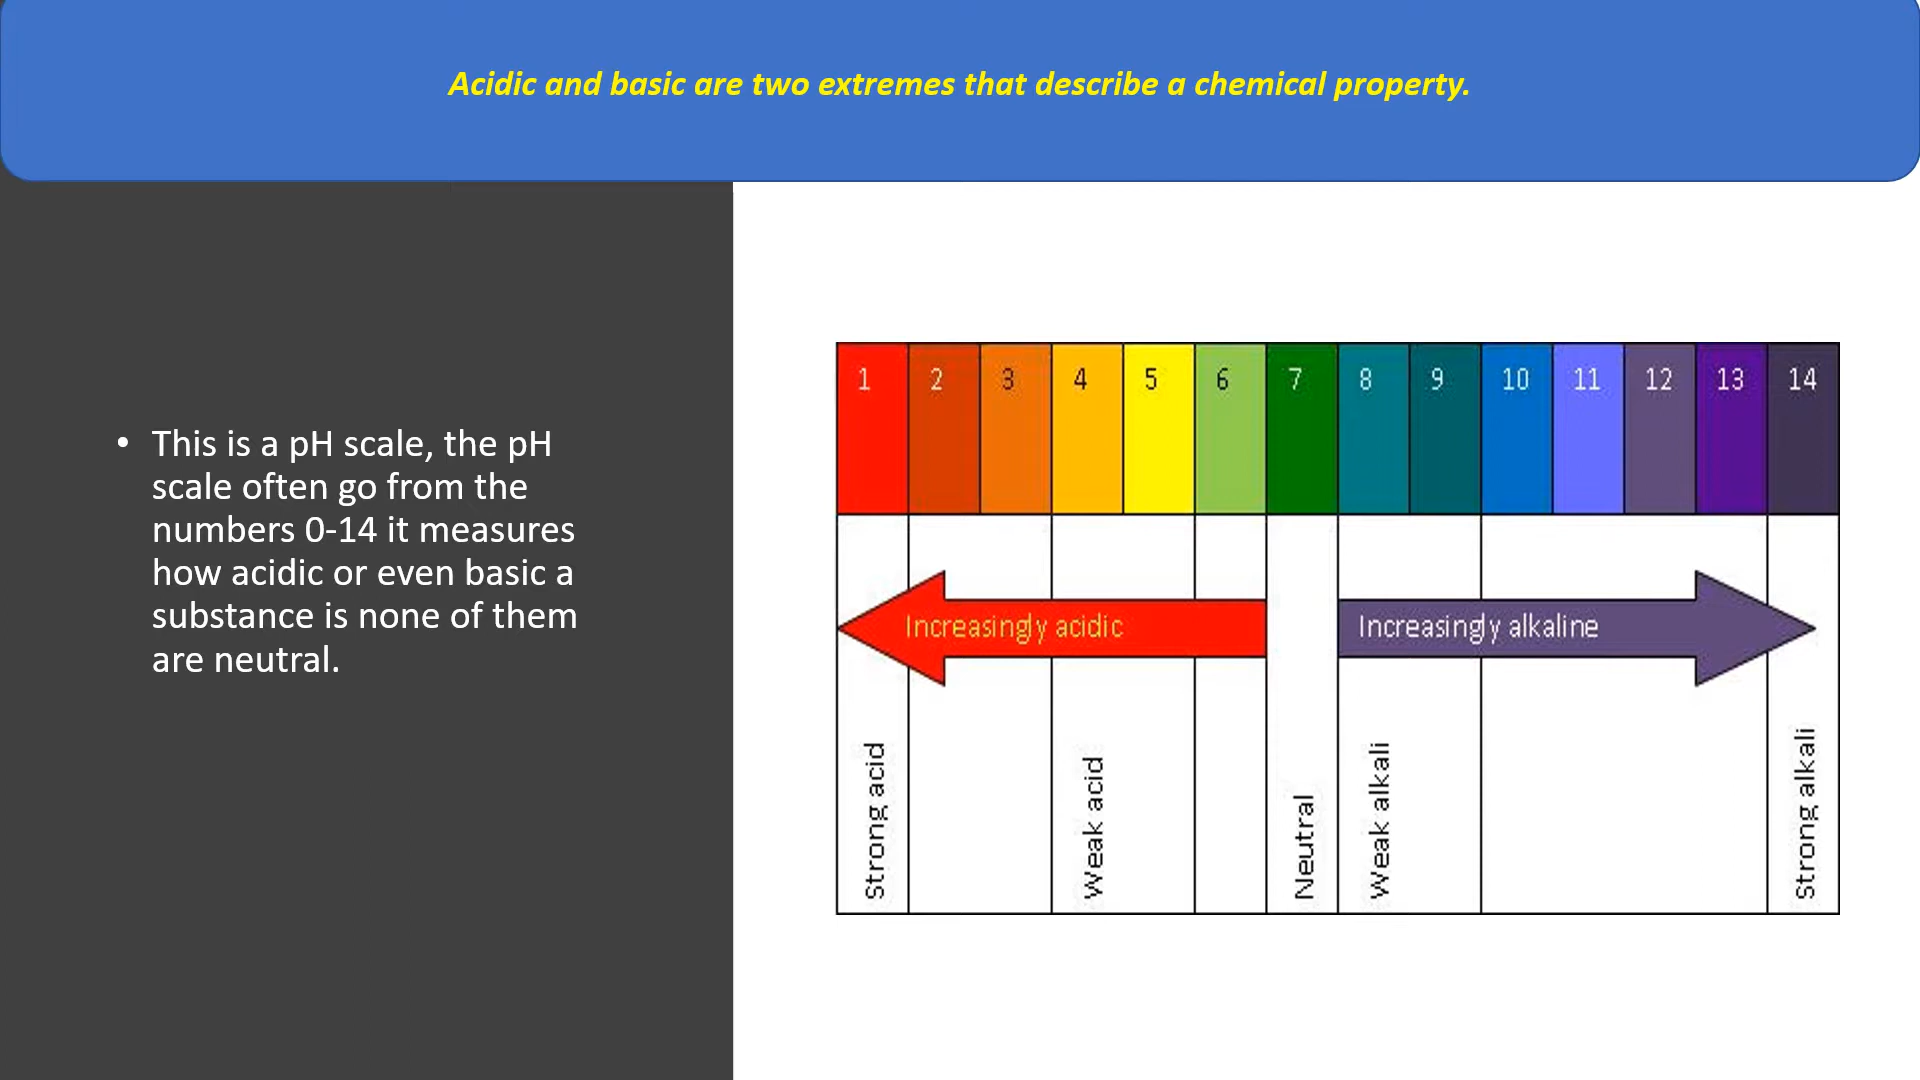 Acidic and basic are two extremes that describe a chemical property.
• This is a pH scale, the pH
scale often go from the
numbers 0-14 it measures
how acidic or even basic a
substance is none of them
are neutral.
1 2 3 4 5 6 7 8 9 10 11 12 13 14
Increasingly acidic
Increasingly alkaline
Strong acid
Weak acid
Neutral
Weak alkali
Strong alkali